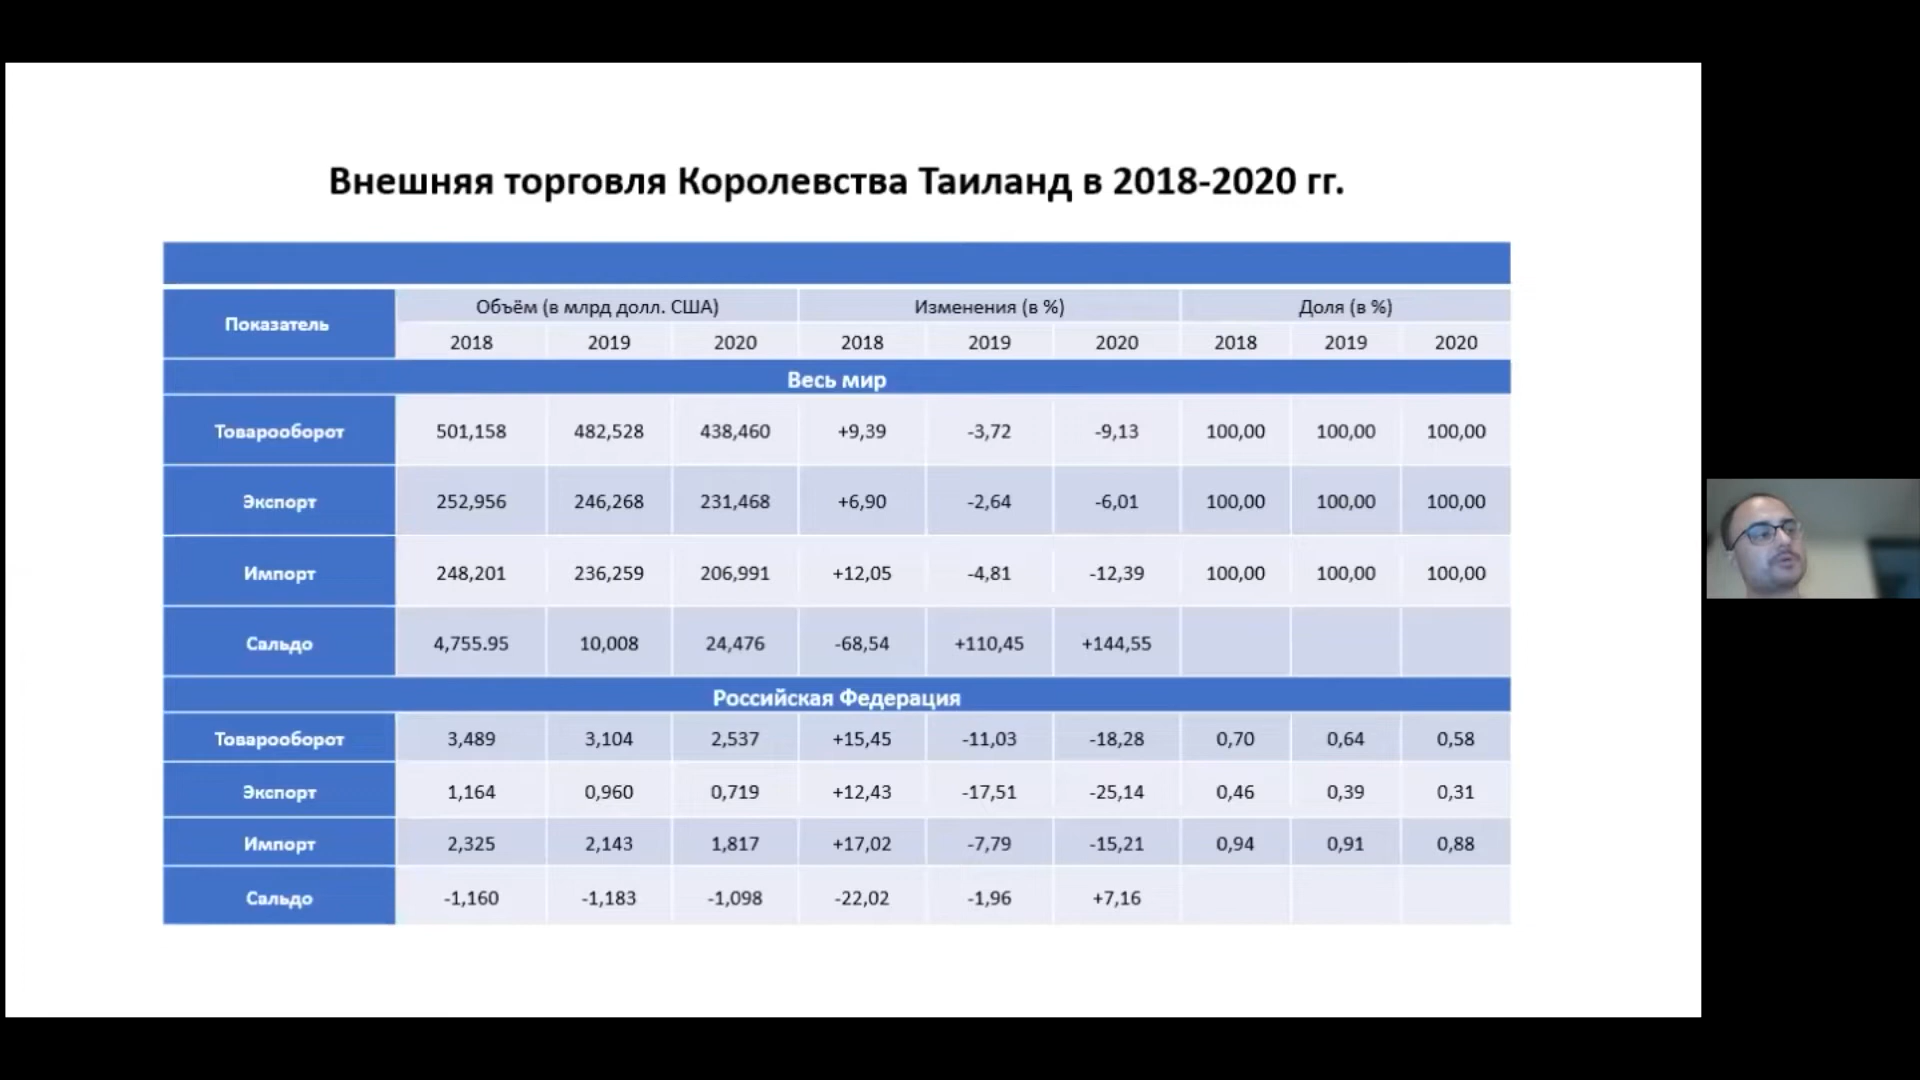 Внешняя торговля Королевства Таиланд в 2018-2020 гг.
Показатель Объём (в млрд долл. США) Изменения (в %) Доля (в %)
2018 2019 2020 2018 2019 2020 2018 2019 2020
Весь мир
Товарооборот 501,158 482,528 438,460 +9,39 -3,72 -9,13 100,00 100,00 100,00
Экспорт 252,956 246,268 231,468 +6,90 -2,64 -6,01 100,00 100,00 100,00
Импорт 248,201 236,259 206,991 +12,05 -4,81 -12,39 100,00 100,00 100,00
Сальдо 4,755.95 10,008 24,476 -68,54 +110,45 +144,55
Российская Федерация
Товарооборот 3,489 3,104 2,537 +15,45 -11,03 -18,28 0,70 0,64 0,58
Экспорт 1,164 0,960 0,719 +12,43 -17,51 -25,14 0,46 0,39 0,31
Импорт 2,325 2,143 1,817 +17,02 -7,79 -15,21 0,94 0,91 0,88
Сальдо -1,160 -1,183 -1,098 -22,02 -1,96 +7,16